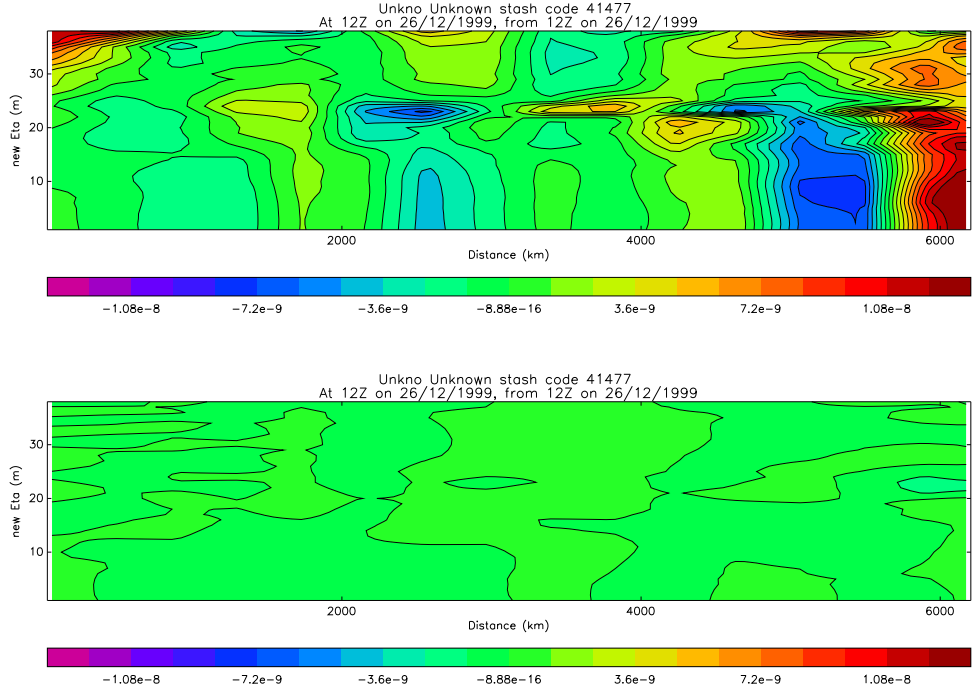 Unkno Unknown stash code 41477
At 12Z on 26/12/1999, from 12Z on 26/12/1999
new Eta (m)
30
20
10
2000 4000 6000
Distance (km)
−1.08e−8 −7.2e−9 −3.6e−9 −8.88e−16 3.6e−9 7.2e−9 1.08e−8
Unkno Unknown stash code 41477
At 12Z on 26/12/1999, from 12Z on 26/12/1999
new Eta (m)
30
20
10
2000 4000 6000
Distance (km)
−1.08e−8 −7.2e−9 −3.6e−9 −8.88e−16 3.6e−9 7.2e−9 1.08e−8